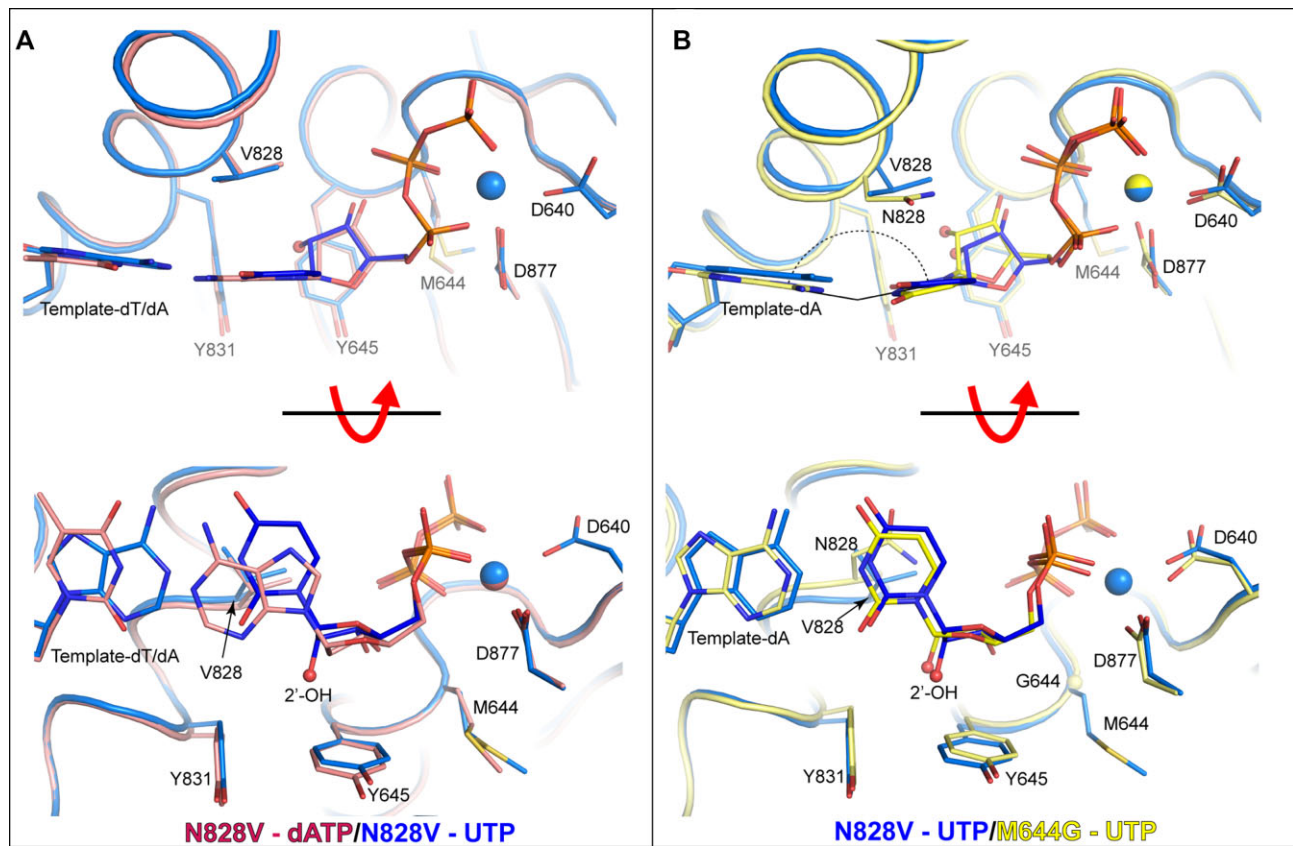 A
V828
D640
M644
D877
Template-dT/dA
Y831
Y645
D640
Template-dT/dA
V828
D877
2'-OH
M644
Y831
Y645
N828V - dATP/N828V - UTP
B
V828
N828
D640
M644
D877
Template-dA
Y831
Y645
D640
N828
V828
Template-dA
D877
2'-OH
G644
M644
Y831
Y645
N828V - UTP/M644G - UTP